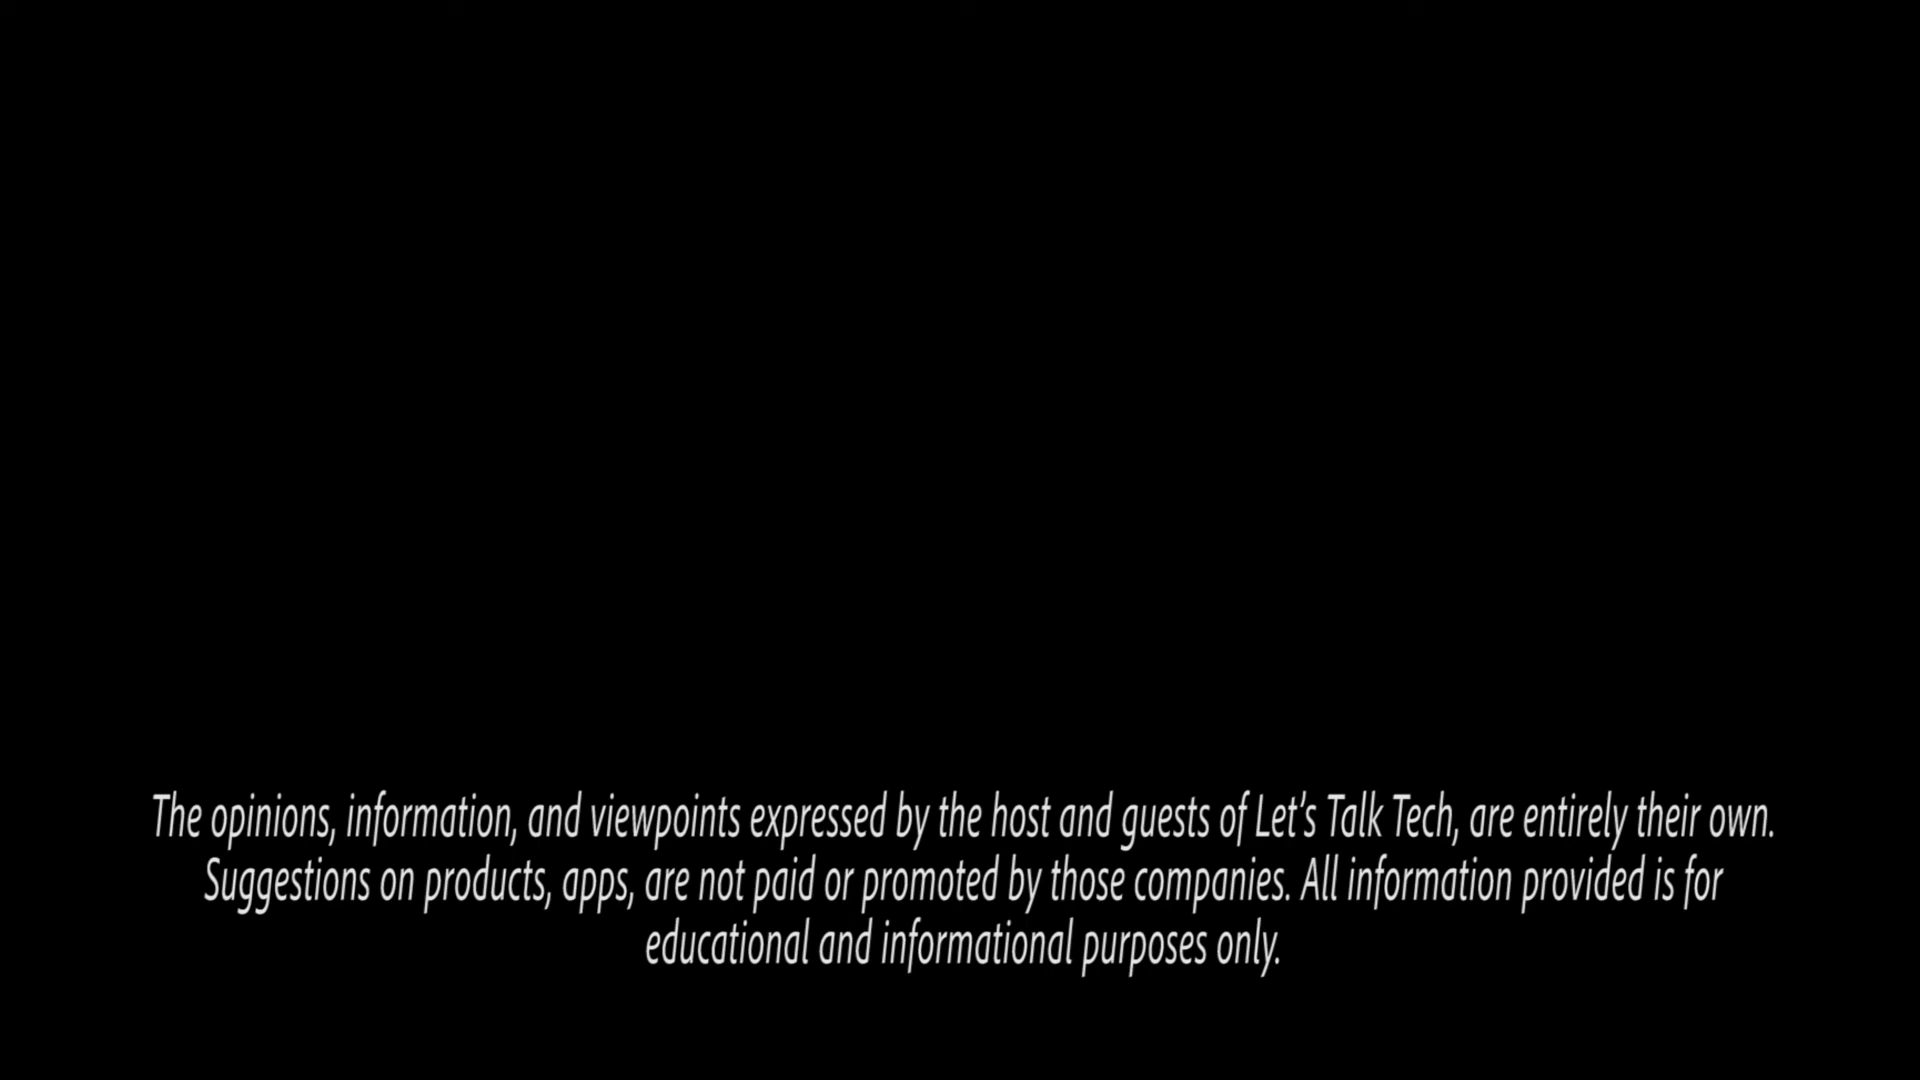 The opinions, information, and viewpoints expressed by the host and guests of Let’s Talk Tech, are entirely their own.
Suggestions on products, apps, are not paid or promoted by those companies. All information provided is for
educational and informational purposes only.